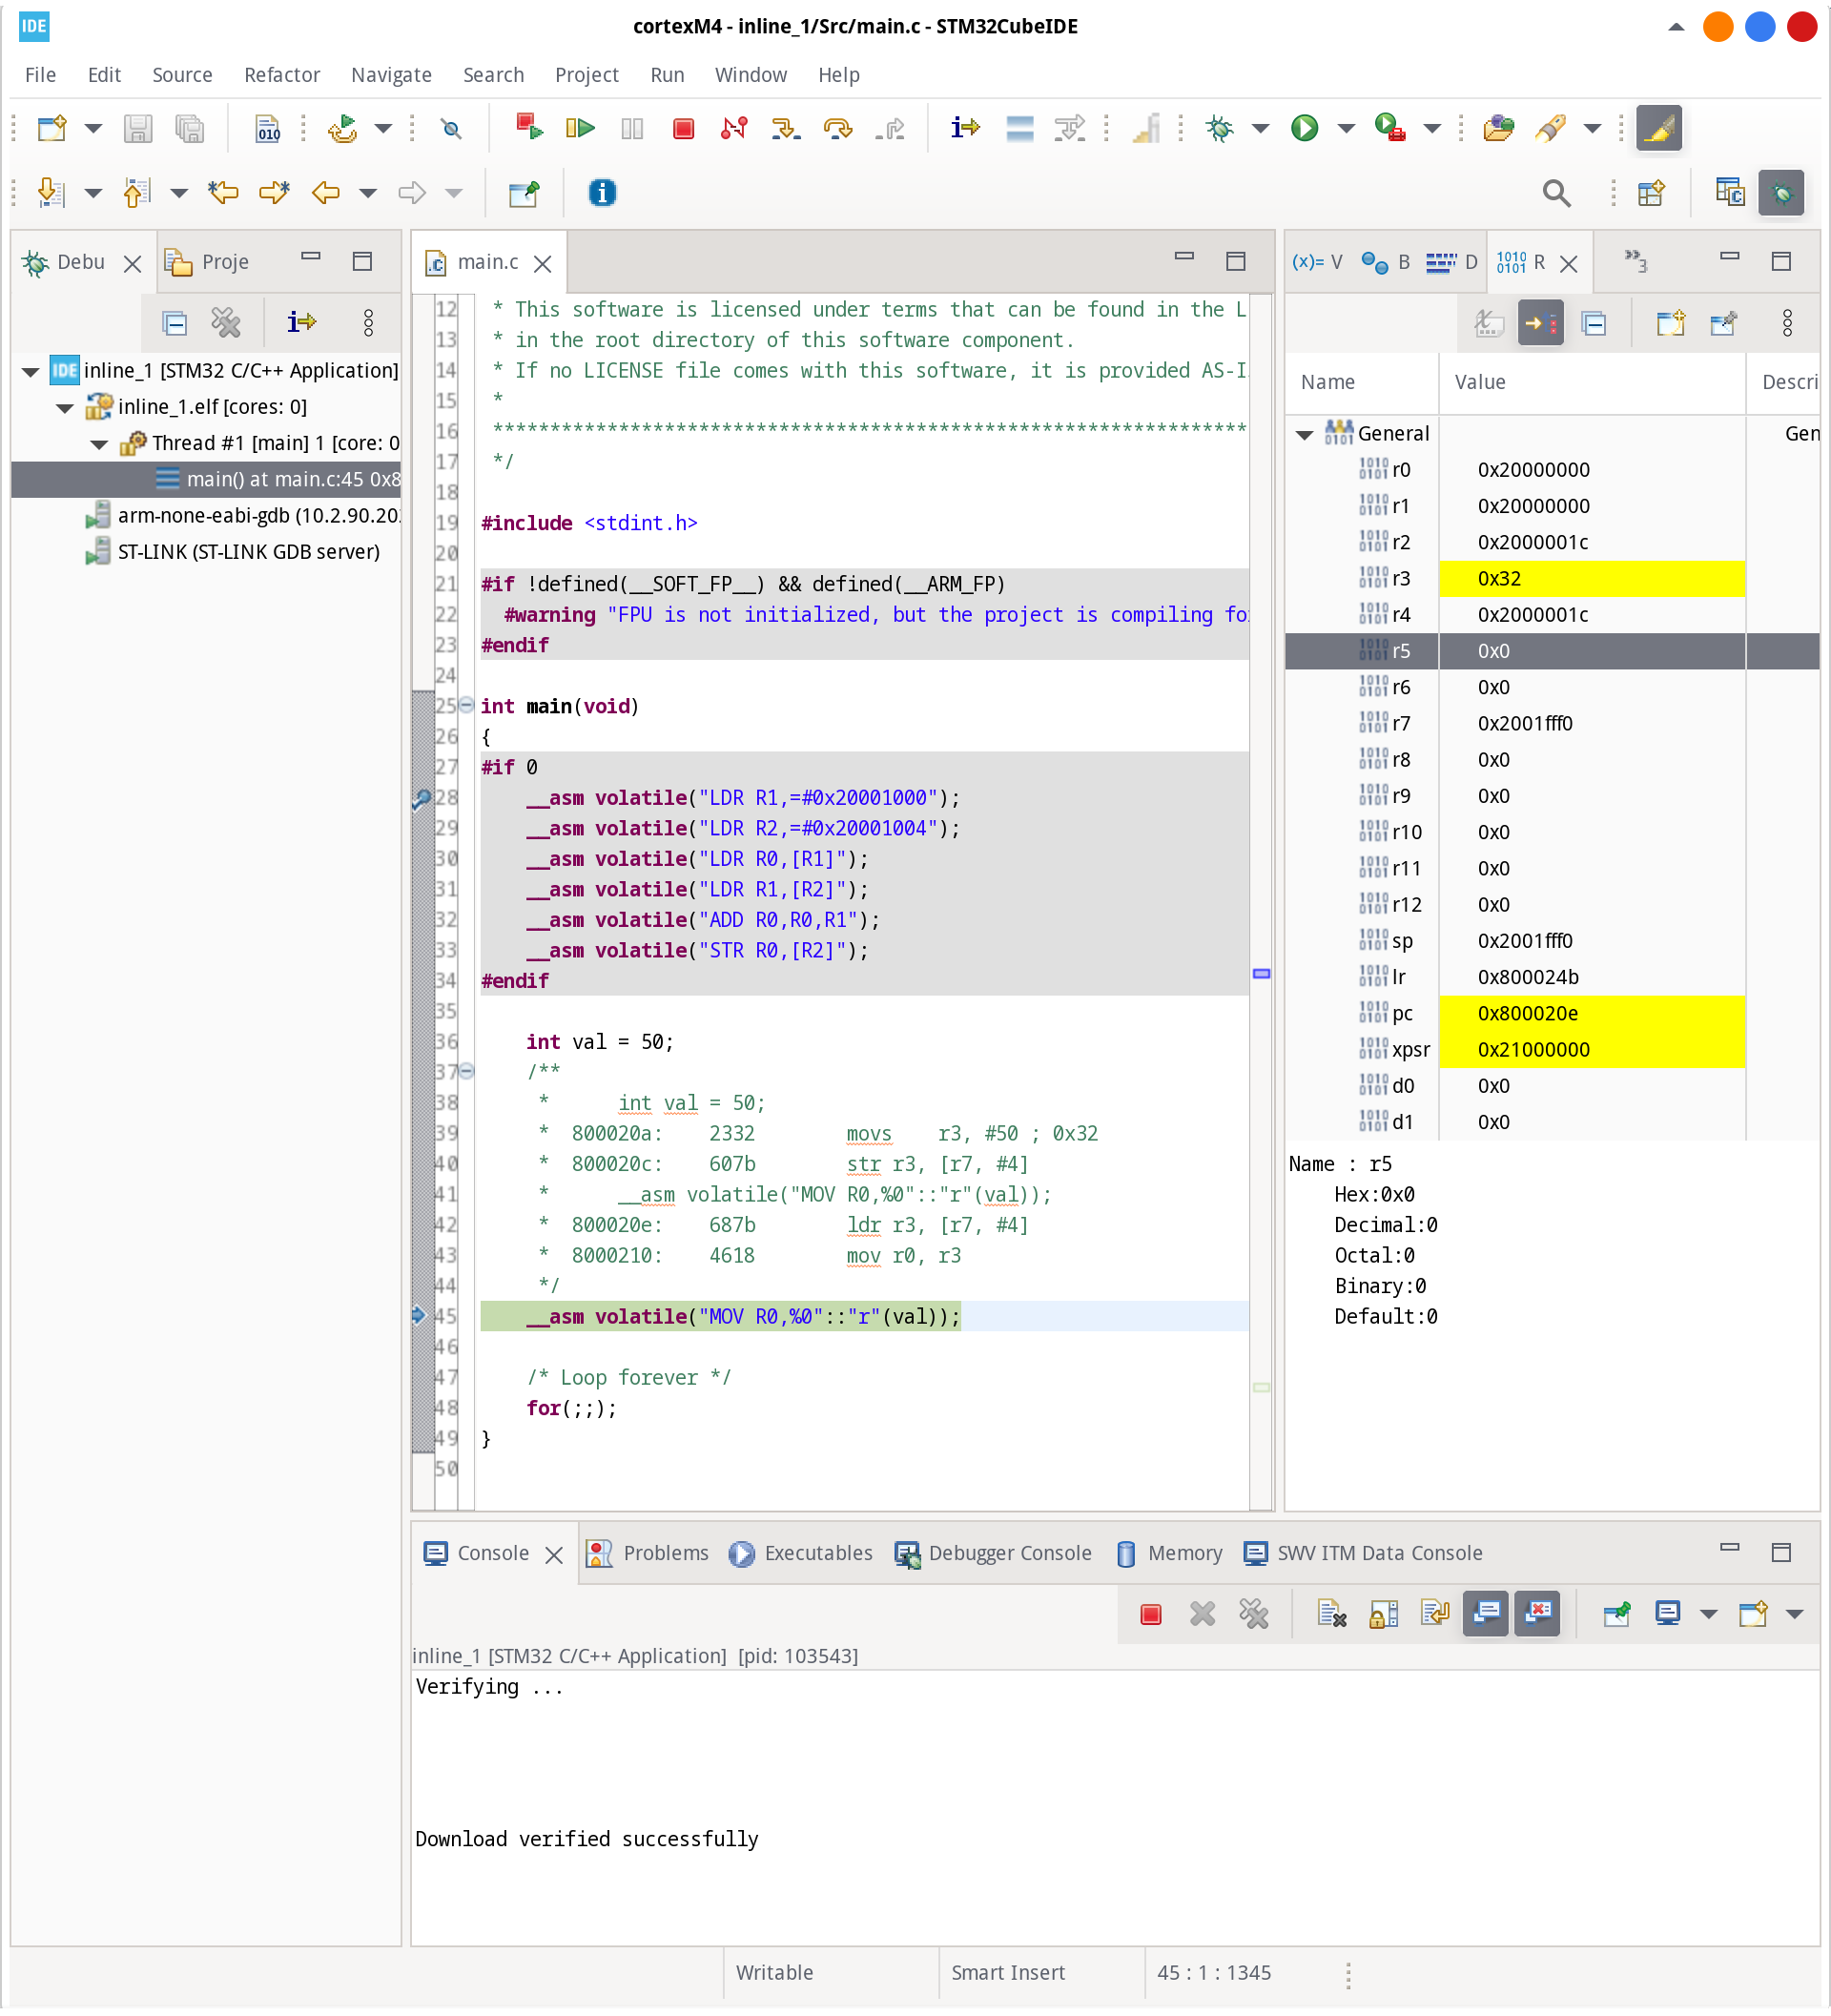 IDE
cortexM4 - inline_1/Src/main.c - STM32CubeIDE
File Edit Source Refactor Navigate Search Project Run Window Help
010
Debu
Proje
inline_1 [STM32 C/C++ Application]
inline_1.elf [cores: 0]
Thread #1 [main] 1 [core: 0
main() at main.c:45 0x8
arm-none-eabi-gdb (10.2.90.20
ST-LINK (ST-LINK GDB server)
main.c
12 * This software is licensed under terms that can be found in the L
13 * in the root directory of this software component.
14 * If no LICENSE file comes with this software, it is provided AS-I
15 *
16 ******************************************************************
17 */
18
19 #include <stdint.h>
20
21 #if !defined(__SOFT_FP__) && defined(__ARM_FP)
22 #warning "FPU is not initialized, but the project is compiling fo
23 #endif
24
25 int main(void)
26 {
27 #if 0
28 __asm volatile("LDR R1,=#0x20001000");
29 __asm volatile("LDR R2,=#0x20001004");
30 __asm volatile("LDR R0,[R1]");
31 __asm volatile("LDR R1,[R2]");
32 __asm volatile("ADD R0,R0,R1");
33 __asm volatile("STR R0,[R2]");
34 #endif
35
36 int val = 50;
37 /**
38 * int val = 50;
39 * 800020a: 2332 movs r3, #50 ; 0x32
40 * 800020c: 607b str r3, [r7, #4]
41 * __asm volatile("MOV R0,%0"::"r"(val));
42 * 800020e: 687b ldr r3, [r7, #4]
43 * 8000210: 4618 mov r0, r3
44 */
45 __asm volatile("MOV R0,%0"::"r"(val));
46
47 /* Loop forever */
48 for(;;);
49 }
50
(x)= V B D R »3
Name Value Descri
General Gen
r0 0x20000000
r1 0x20000000
r2 0x2000001c
r3 0x32
r4 0x2000001c
r5 0x0
r6 0x0
r7 0x2001fff0
r8 0x0
r9 0x0
r10 0x0
r11 0x0
r12 0x0
sp 0x2001fff0
lr 0x800024b
pc 0x800020e
xpsr 0x21000000
d0 0x0
d1 0x0
Name : r5
Hex:0x0
Decimal:0
Octal:0
Binary:0
Default:0
Console Problems Executables Debugger Console Memory SWV ITM Data Console
inline_1 [STM32 C/C++ Application] [pid: 103543]
Verifying ...
Download verified successfully
Writable Smart Insert 45 : 1 : 1345